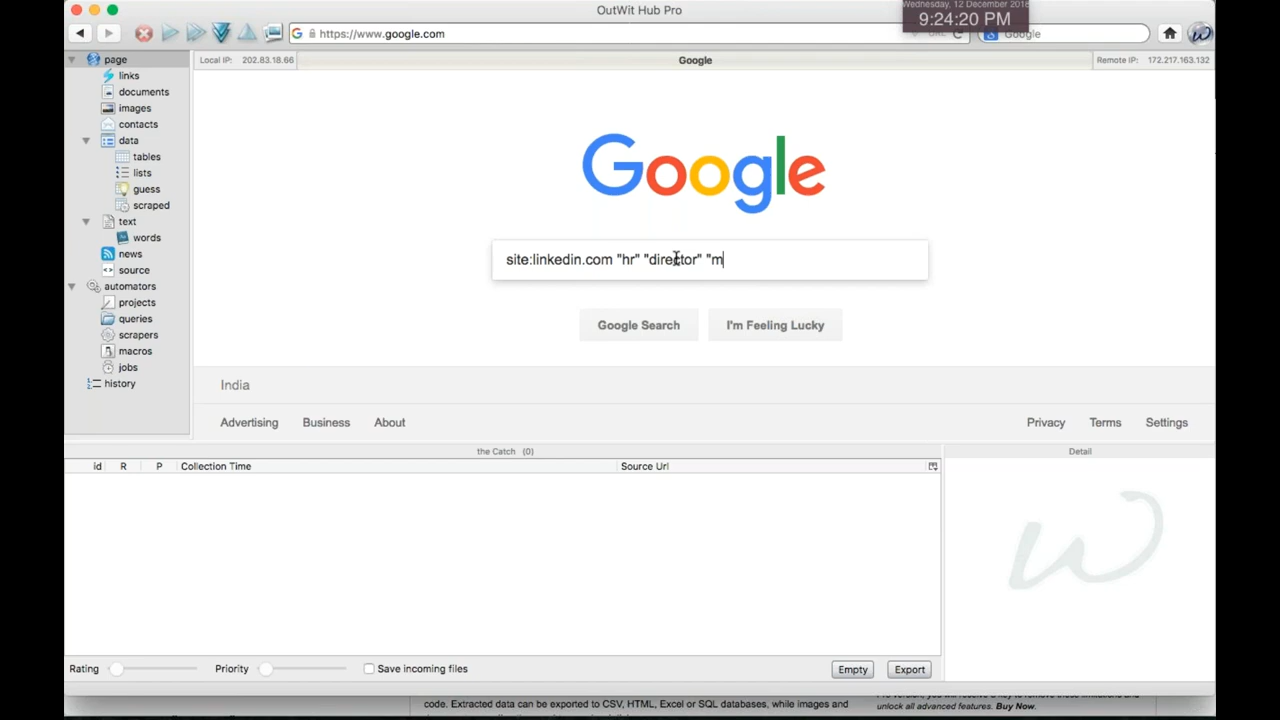 OutWit Hub Pro
Wednesday, 12 December 2018
9:24:20 PM
https://www.google.com
URL
Google
page
Local IP: 202.83.18.66
Google
Remote IP: 172.217.163.132
links
documents
images
contacts
data
tables
lists
guess
scraped
text
words
news
source
automators
projects
queries
scrapers
macros
jobs
history
Google
site:linkedin.com "hr" "director" "m
Google Search
I'm Feeling Lucky
India
Advertising
Business
About
Privacy
Terms
Settings
the Catch (0)
Detail
id
R
P
Collection Time
Source Url
Rating
Priority
Save incoming files
Empty
Export
code. Extracted data can be exported to CSV, HTML, Excel or SQL databases, while images and
unlock all advanced features. Buy Now.